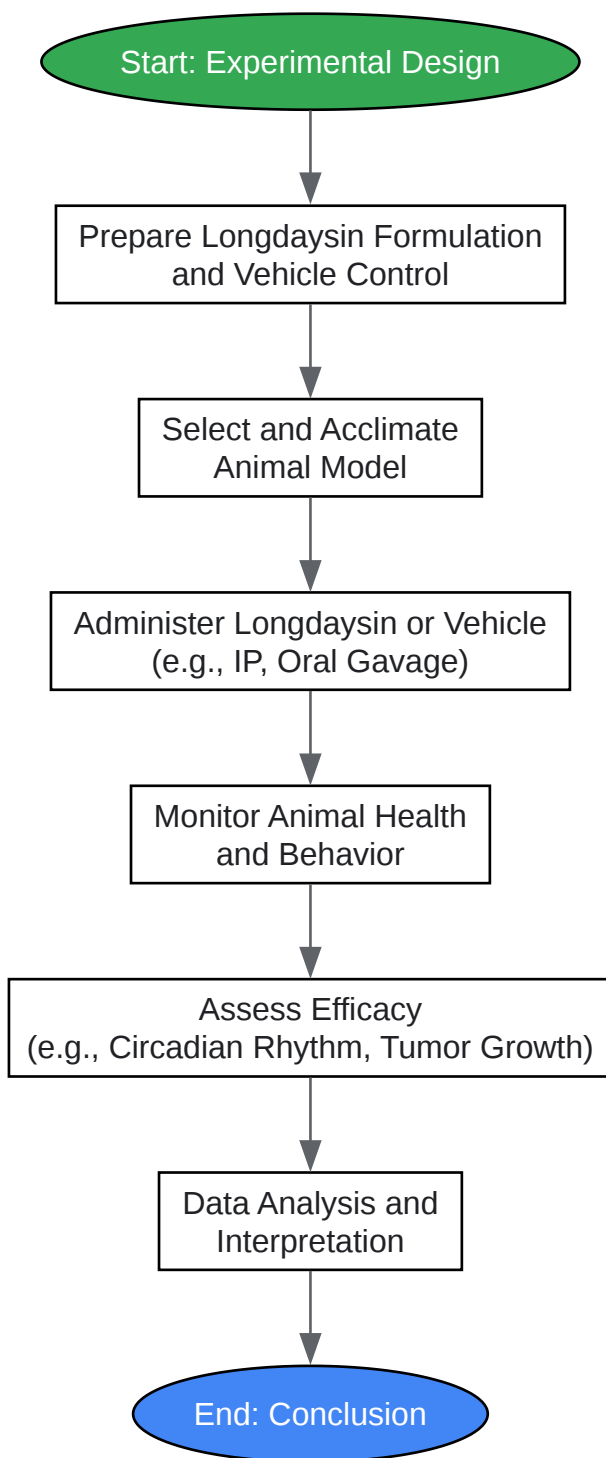 Start: Experimental Design
Prepare Longdaysin Formulation
and Vehicle Control
Select and Acclimate
Animal Model
Administer Longdaysin or Vehicle
(e.g., IP, Oral Gavage)
Monitor Animal Health
and Behavior
Assess Efficacy
(e.g., Circadian Rhythm, Tumor Growth)
Data Analysis and
Interpretation
End: Conclusion